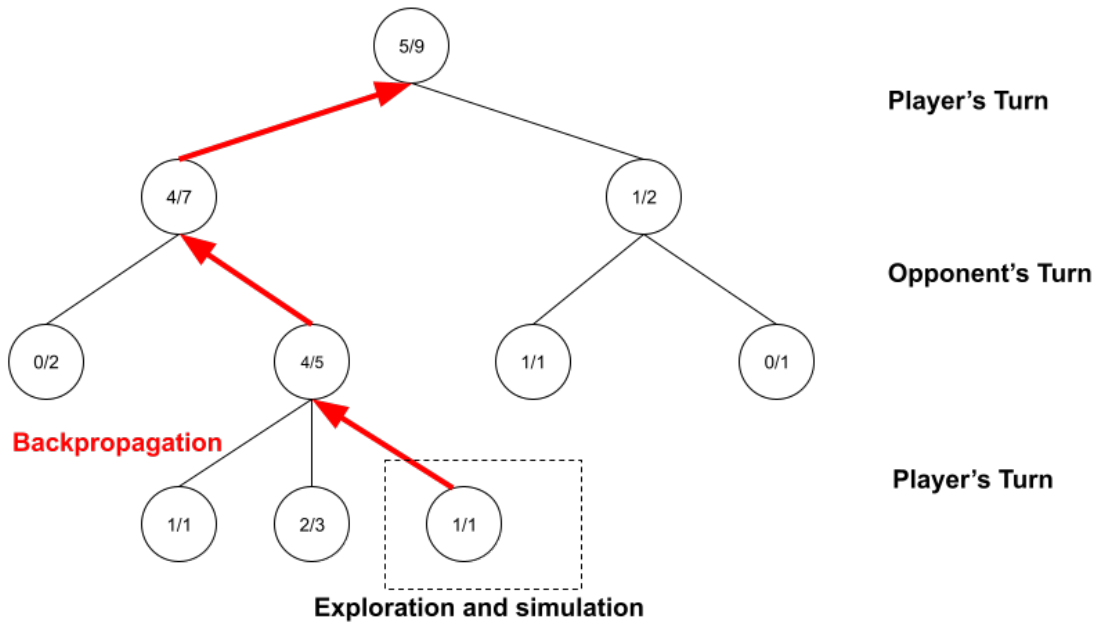 5/9
Player’s Turn
4/7
1/2
Opponent’s Turn
0/2
4/5
1/1
0/1
Backpropagation
Player’s Turn
1/1
2/3
1/1
Exploration and simulation